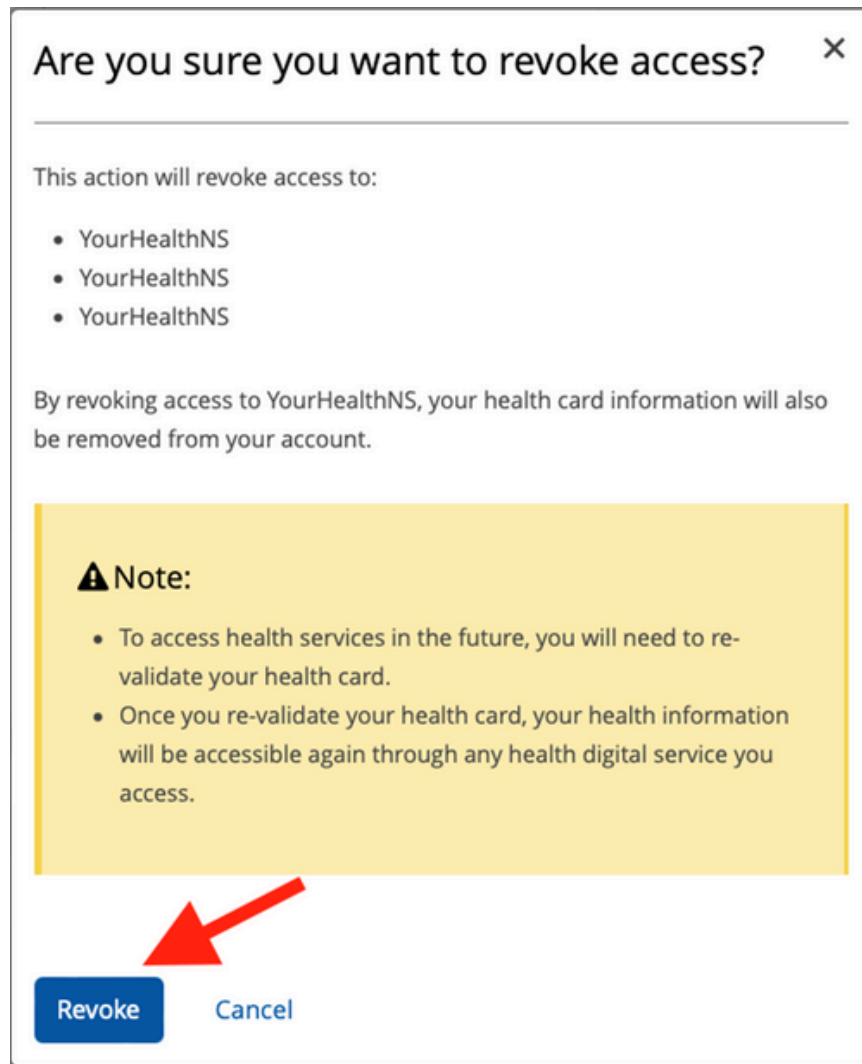 Are you sure you want to revoke access?
This action will revoke access to:
• YourHealthNS
• YourHealthNS
• YourHealthNS
By revoking access to YourHealthNS, your health card information will also
be removed from your account.
Note:
• To access health services in the future, you will need to re-
validate your health card.
• Once you re-validate your health card, your health information
will be accessible again through any health digital service you
access.
Revoke Cancel